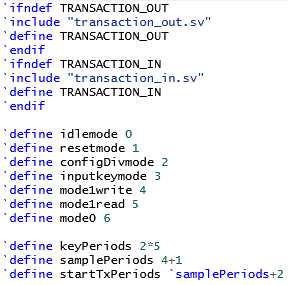 `ifndef TRANSACTION_OUT
`include "transaction_out.sv"
`define TRANSACTION_OUT
`endif
`ifndef TRANSACTION_IN
`include "transaction_in.sv"
`define TRANSACTION_IN
`endif

`define idlemode 0
`define resetmode 1
`define configDivmode 2
`define inputkeymode 3
`define mode1write 4
`define mode1read 5
`define mode0 6

`define keyPeriods 2*5
`define samplePeriods 4+1
`define startTxPeriods `samplePeriods+2